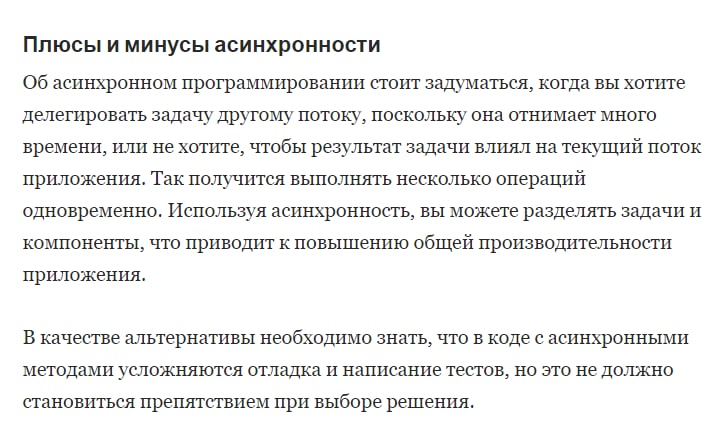 Плюсы и минусы асинхронности
Об асинхронном программировании стоит задуматься, когда вы хотите
делегировать задачу другому потоку, поскольку она отнимает много
времени, или не хотите, чтобы результат задачи влиял на текущий поток
приложения. Так получится выполнять несколько операций
одновременно. Используя асинхронность, вы можете разделять задачи и
компоненты, что приводит к повышению общей производительности
приложения.
В качестве альтернативы необходимо знать, что в коде с асинхронными
методами усложняются отладка и написание тестов, но это не должно
становиться препятствием при выборе решения.